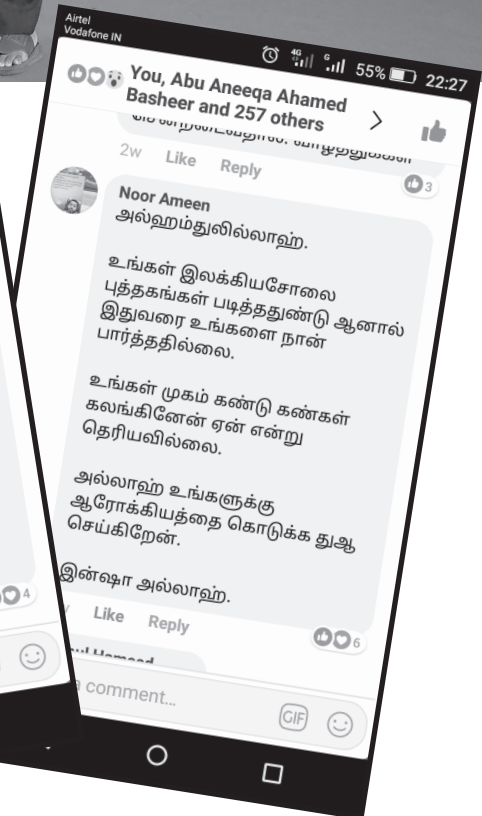 Airtel
Vodafone IN
4G G 55% 22:27
You, Abu Aneeqa Ahamed
Basheer and 257 others
வாழ்த்துக்கள்
2w Like Reply
3
Noor Ameen
அல்ஹம்துலில்லாஹ்.
உங்கள் இலக்கியசோலை
புத்தகங்கள் படித்ததுண்டு ஆனால்
இதுவரை உங்களை நான்
பார்த்ததில்லை.
உங்கள் முகம் கண்டு கண்கள்
கலங்கினேன் ஏன் என்று
தெரியவில்லை.
அல்லாஹ் உங்களுக்கு
ஆரோக்கியத்தை கொடுக்க துஆ
செய்கிறேன்.
இன்ஷா அல்லாஹ்.
4
Like Reply
6
a comment...
GIF